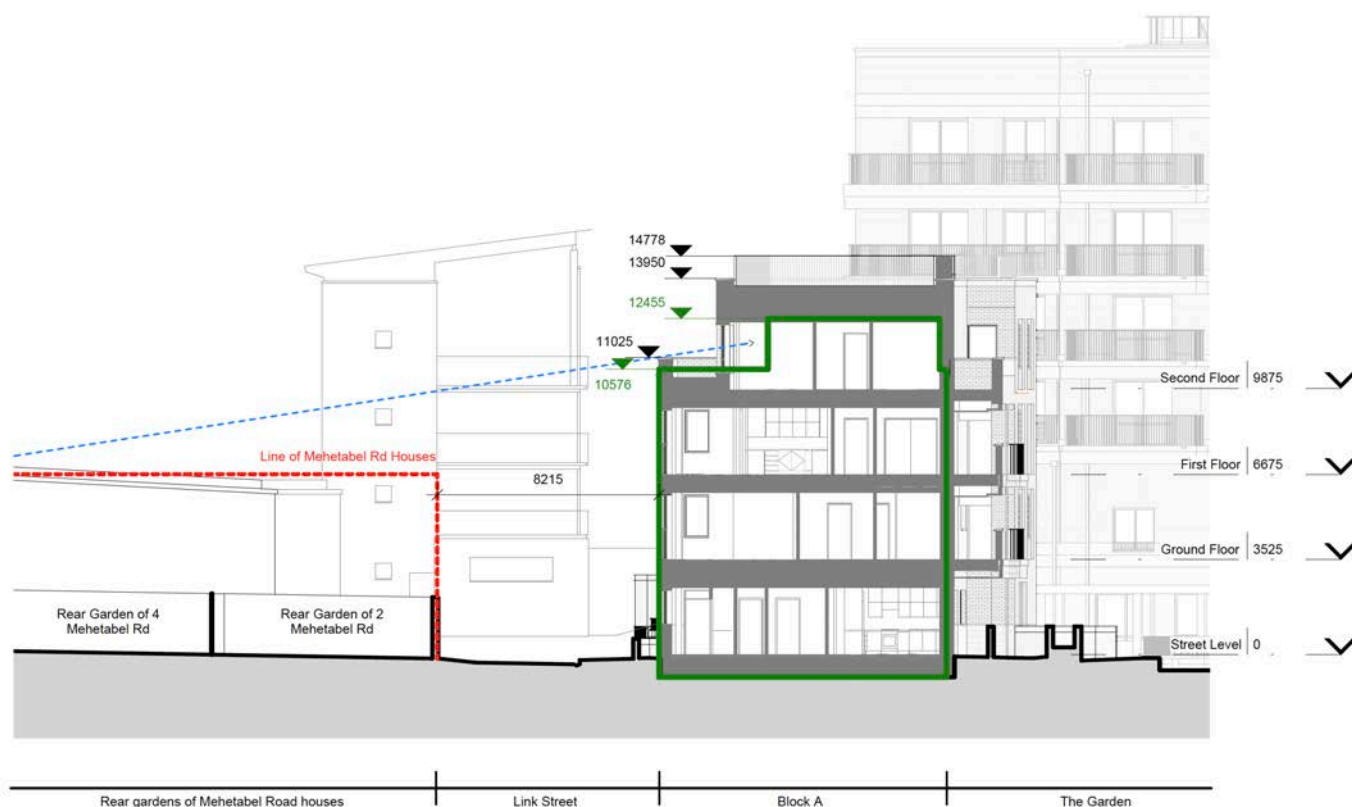 14778
13950
12455
11025
10576
Second Floor 9875
Line of Mehetabel Rd Houses
First Floor 6675
8215
Ground Floor 3525
Rear Garden of 4
Mehetabel Rd
Rear Garden of 2
Mehetabel Rd
Street Level 0
Rear gardens of Mehetabel Road houses
Link Street
Block A
The Garden